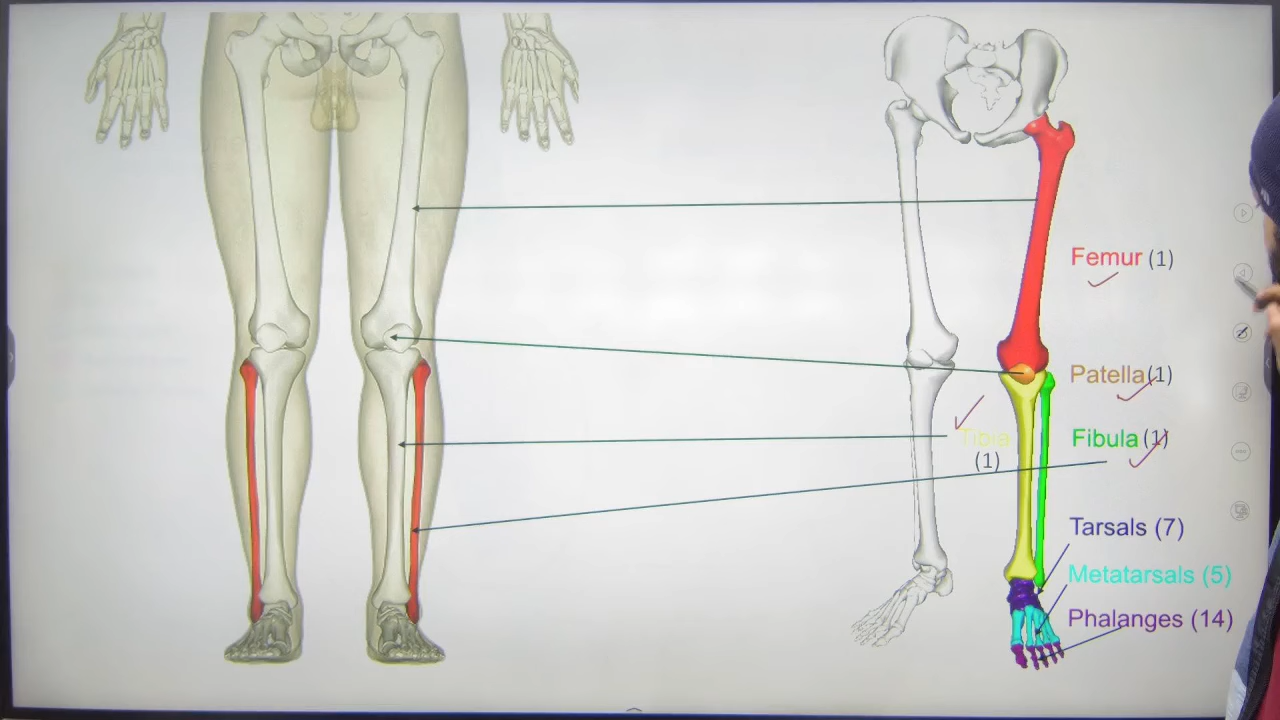 Femur (1)
Patella (1)
Tibia
(1)
Fibula (1)
Tarsals (7)
Metatarsals (5)
Phalanges (14)